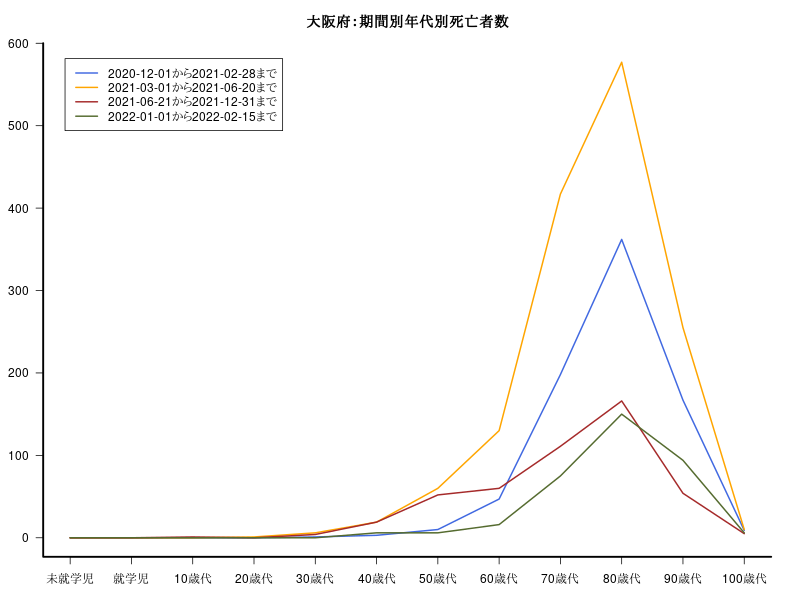 大阪府：期間別年代別死亡者数
600
500
400
300
200
100
0
2020-12-01から2021-02-28まで
2021-03-01から2021-06-20まで
2021-06-21から2021-12-31まで
2022-01-01から2022-02-15まで
未就学児 就学児 10歳代 20歳代 30歳代 40歳代 50歳代 60歳代 70歳代 80歳代 90歳代 100歳代